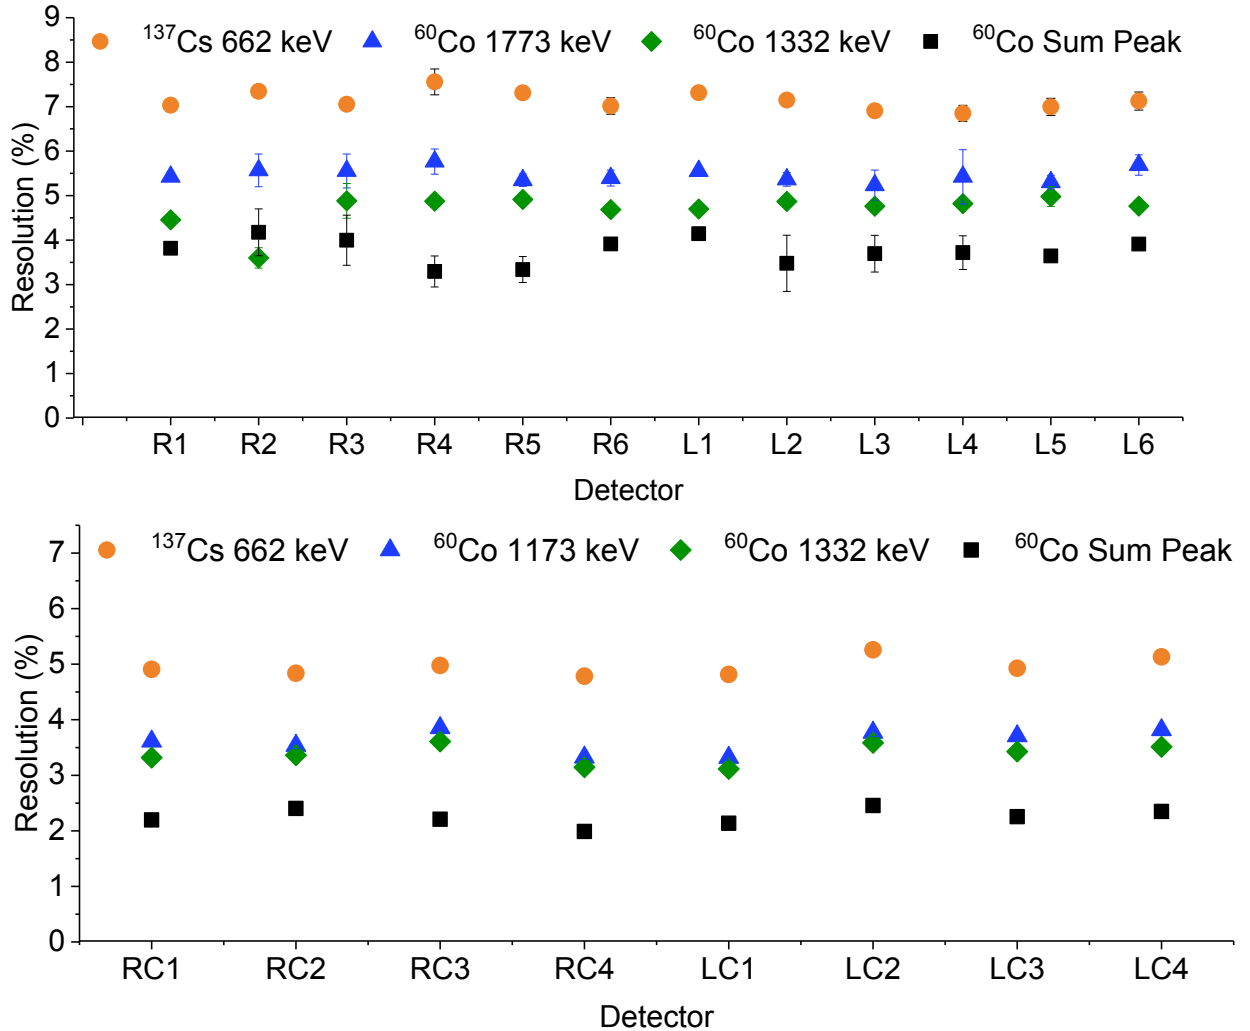 9
8
7
6
5
4
3
2
1
0
Resolution (%)
¹³⁷Cs 662 keV ⁶⁰Co 1773 keV ⁶⁰Co 1332 keV ⁶⁰Co Sum Peak
R1 R2 R3 R4 R5 R6 L1 L2 L3 L4 L5 L6
Detector
7
6
5
4
3
2
1
0
Resolution (%)
¹³⁷Cs 662 keV ⁶⁰Co 1173 keV ⁶⁰Co 1332 keV ⁶⁰Co Sum Peak
RC1 RC2 RC3 RC4 LC1 LC2 LC3 LC4
Detector